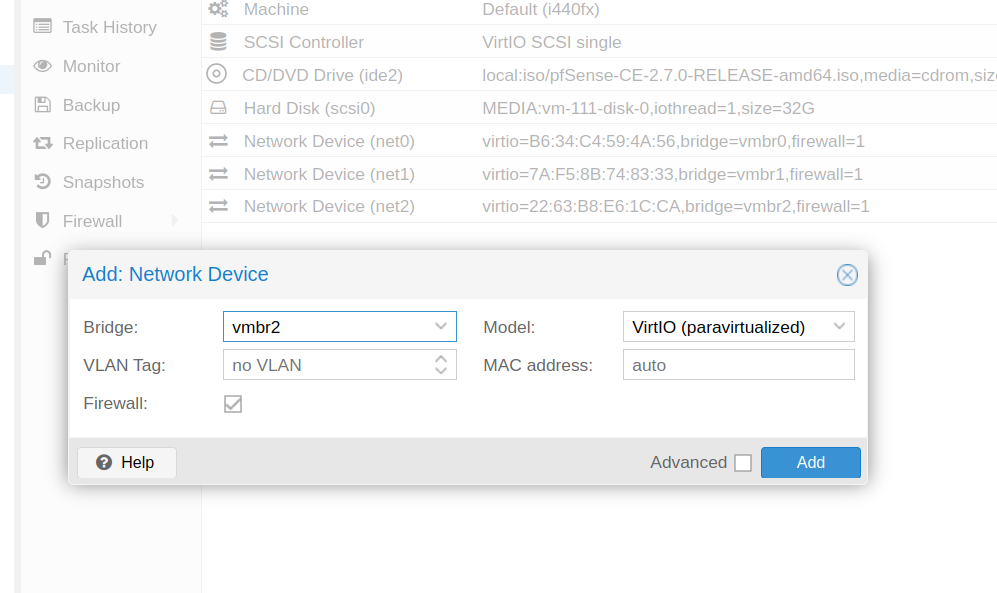 Machine Default (i440fx)
Task History
SCSI Controller VirtIO SCSI single
Monitor
CD/DVD Drive (ide2) local:iso/pfSense-CE-2.7.0-RELEASE-amd64.iso,media=cdrom,siz
Backup
Hard Disk (scsi0) MEDIA:vm-111-disk-0,iothread=1,size=32G
Replication
Network Device (net0) virtio=B6:34:C4:59:4A:56,bridge=vmbr0,firewall=1
Snapshots
Network Device (net1) virtio=7A:F5:8B:74:83:33,bridge=vmbr1,firewall=1
Firewall
Network Device (net2) virtio=22:63:B8:E6:1C:CA,bridge=vmbr2,firewall=1
Add: Network Device
Bridge: vmbr2 Model: VirtIO (paravirtualized)
VLAN Tag: no VLAN MAC address: auto
Firewall:
Help Advanced Add